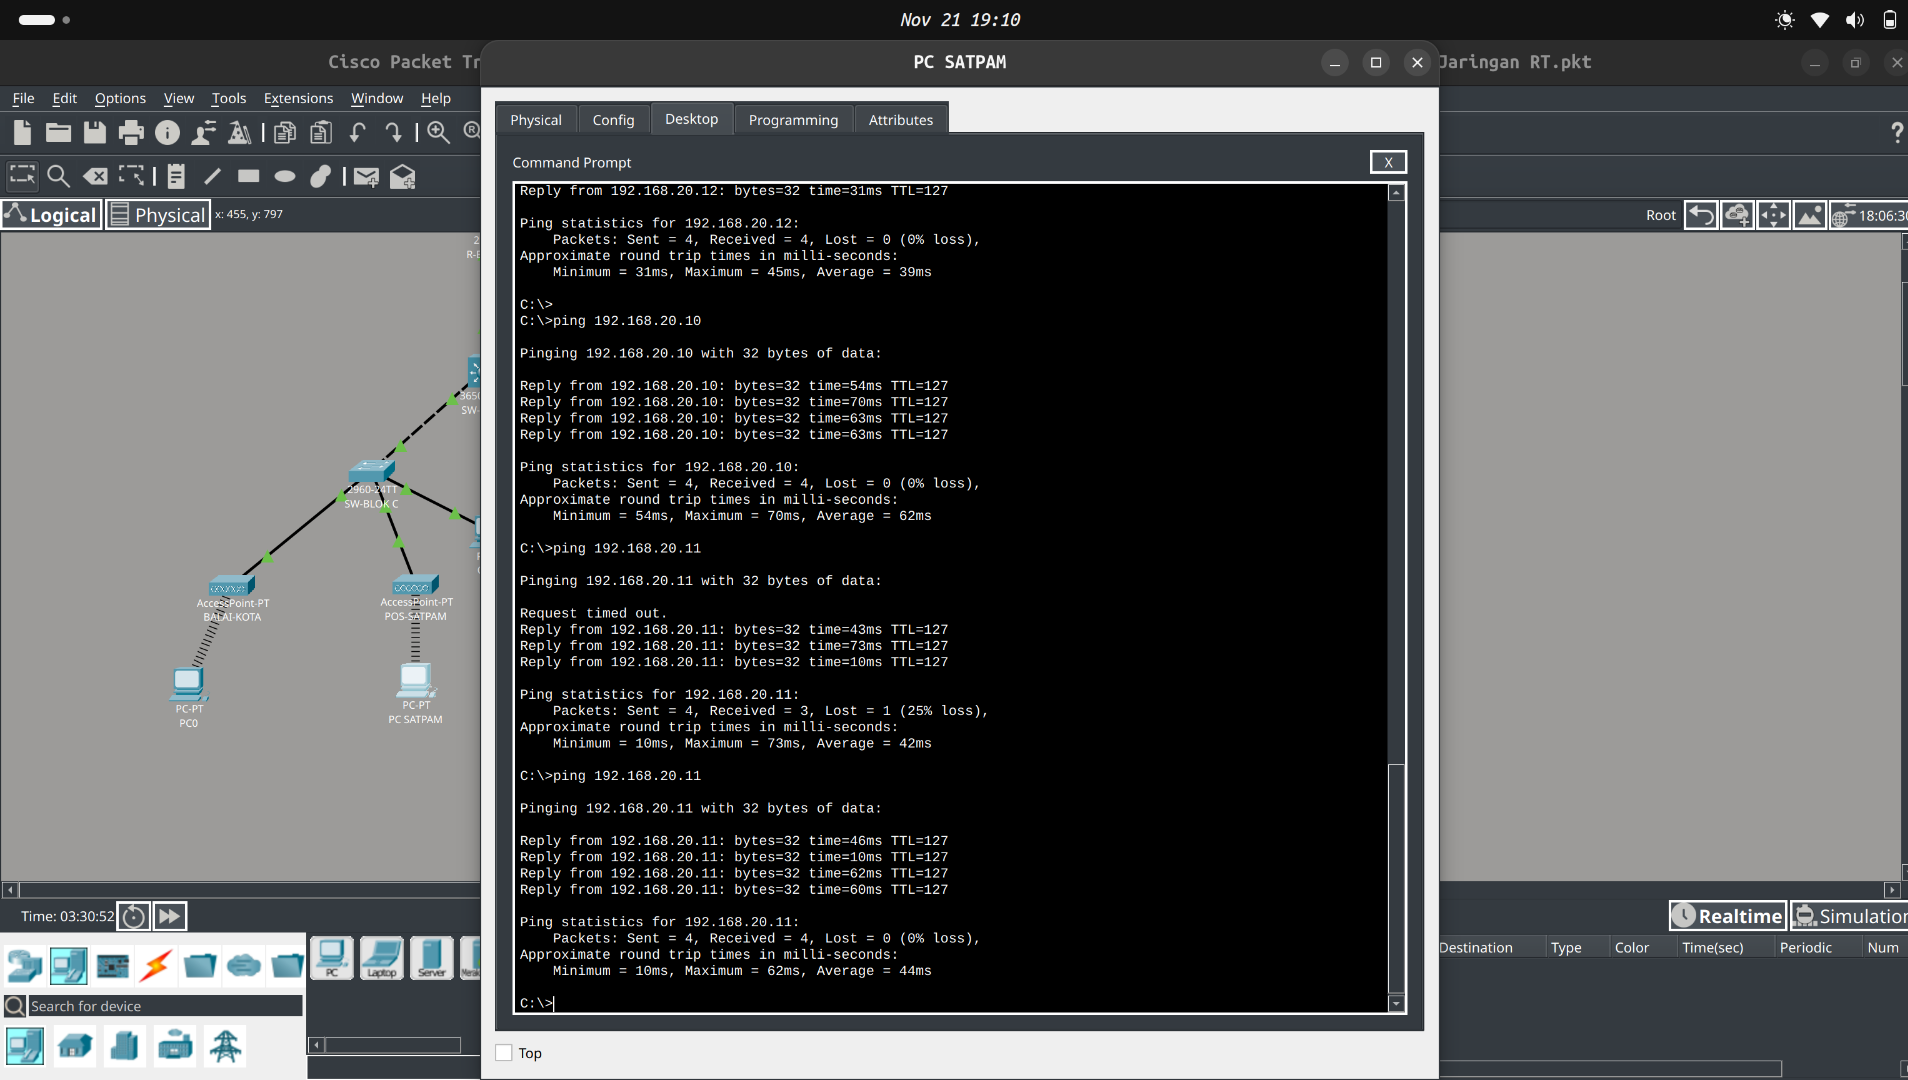 Nov 21 19:10
Cisco Packet Tr
PC SATPAM
Jaringan RT.pkt
File Edit Options View Tools Extensions Window Help
Physical Config Desktop Programming Attributes
Command Prompt
X
Logical
Physical
x: 455, y: 797
Root
18:06:30
Reply from 192.168.20.12: bytes=32 time=31ms TTL=127
Ping statistics for 192.168.20.12:
Packets: Sent = 4, Received = 4, Lost = 0 (0% loss),
Approximate round trip times in milli-seconds:
Minimum = 31ms, Maximum = 45ms, Average = 39ms
C:\>
C:\>ping 192.168.20.10
Pinging 192.168.20.10 with 32 bytes of data:
Reply from 192.168.20.10: bytes=32 time=54ms TTL=127
Reply from 192.168.20.10: bytes=32 time=70ms TTL=127
Reply from 192.168.20.10: bytes=32 time=63ms TTL=127
Reply from 192.168.20.10: bytes=32 time=63ms TTL=127
Ping statistics for 192.168.20.10:
Packets: Sent = 4, Received = 4, Lost = 0 (0% loss),
Approximate round trip times in milli-seconds:
Minimum = 54ms, Maximum = 70ms, Average = 62ms
C:\>ping 192.168.20.11
Pinging 192.168.20.11 with 32 bytes of data:
Request timed out.
Reply from 192.168.20.11: bytes=32 time=43ms TTL=127
Reply from 192.168.20.11: bytes=32 time=73ms TTL=127
Reply from 192.168.20.11: bytes=32 time=10ms TTL=127
Ping statistics for 192.168.20.11:
Packets: Sent = 4, Received = 3, Lost = 1 (25% loss),
Approximate round trip times in milli-seconds:
Minimum = 10ms, Maximum = 73ms, Average = 42ms
C:\>ping 192.168.20.11
Pinging 192.168.20.11 with 32 bytes of data:
Reply from 192.168.20.11: bytes=32 time=46ms TTL=127
Reply from 192.168.20.11: bytes=32 time=10ms TTL=127
Reply from 192.168.20.11: bytes=32 time=62ms TTL=127
Reply from 192.168.20.11: bytes=32 time=60ms TTL=127
Ping statistics for 192.168.20.11:
Packets: Sent = 4, Received = 4, Lost = 0 (0% loss),
Approximate round trip times in milli-seconds:
Minimum = 10ms, Maximum = 62ms, Average = 44ms
C:\>
Top
3650
SW-
2960-24TT
SW-BLOK C
AccessPoint-PT
BALAI-KOTA
AccessPoint-PT
POS-SATPAM
PC-PT
PC0
PC-PT
PC SATPAM
Time: 03:30:52
Realtime
Simulation
PC
Laptop
Server
Search for device
Destination Type Color Time(sec) Periodic Num